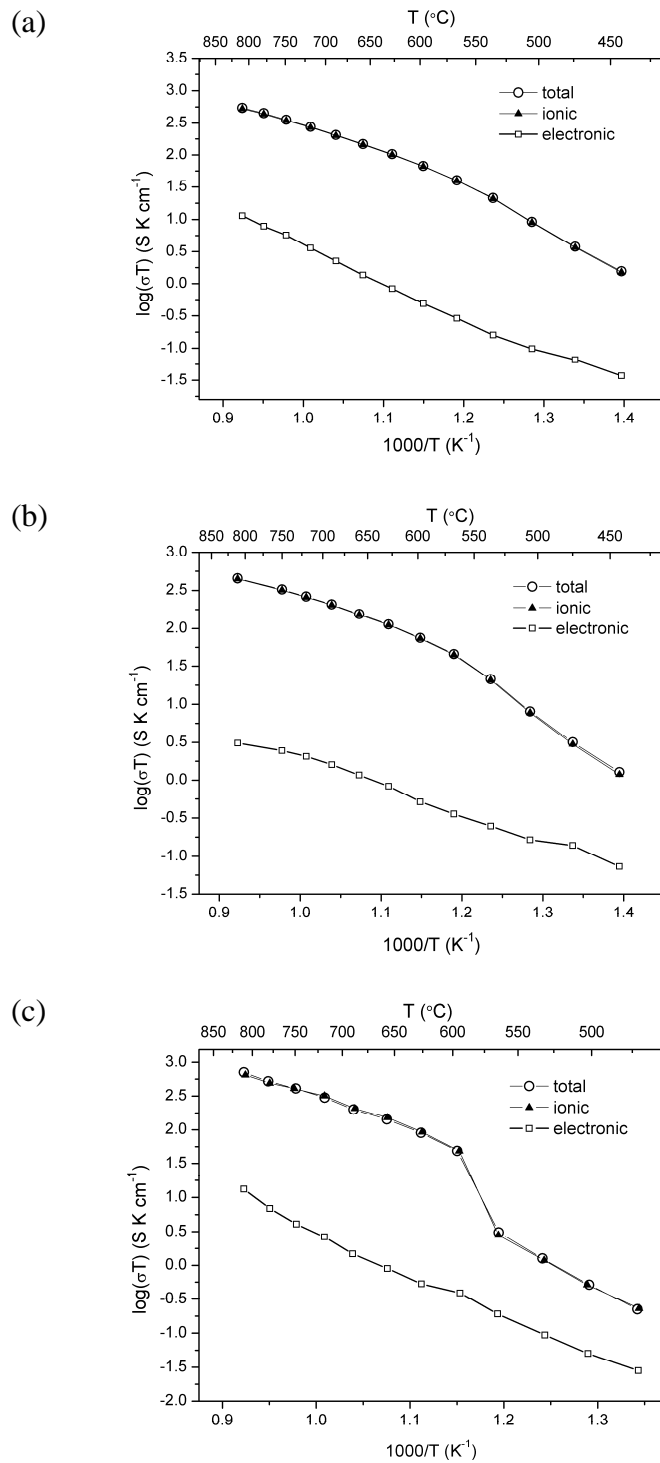 (a)
T (°C)
850 800 750 700 650 600 550 500 450
3.5
3.0
2.5
2.0
1.5
1.0
0.5
0.0
-0.5
-1.0
-1.5
log(σT) (S K cm⁻¹)
total
ionic
electronic
0.9 1.0 1.1 1.2 1.3 1.4
1000/T (K⁻¹)
(b)
T (°C)
850 800 750 700 650 600 550 500 450
3.0
2.5
2.0
1.5
1.0
0.5
0.0
-0.5
-1.0
-1.5
log(σT) (S K cm⁻¹)
total
ionic
electronic
0.9 1.0 1.1 1.2 1.3 1.4
1000/T (K⁻¹)
(c)
T (°C)
850 800 750 700 650 600 550 500
3.0
2.5
2.0
1.5
1.0
0.5
0.0
-0.5
-1.0
-1.5
-2.0
log(σT) (S K cm⁻¹)
total
ionic
electronic
0.9 1.0 1.1 1.2 1.3
1000/T (K⁻¹)